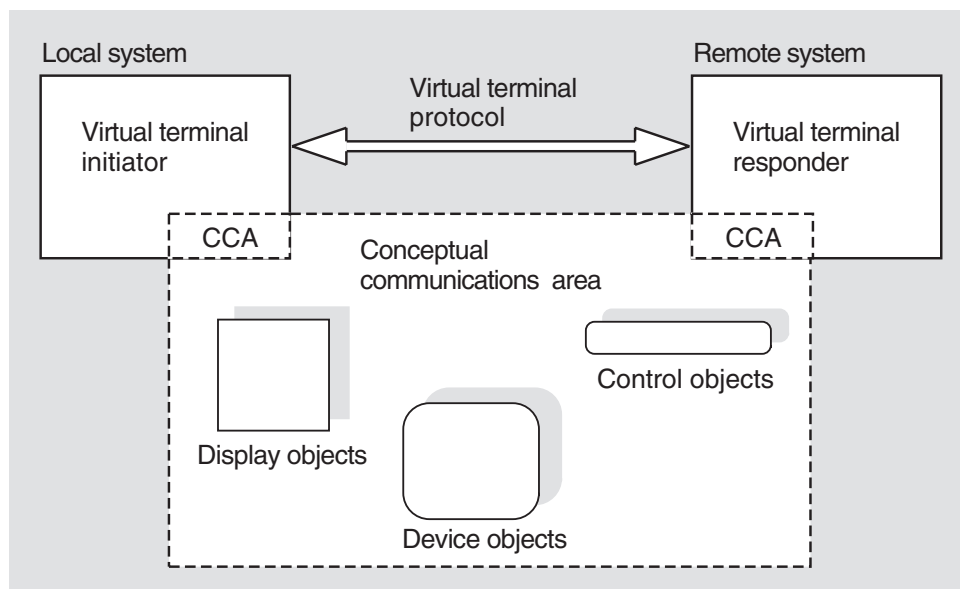 Local system
Remote system
Virtual terminal
protocol
Virtual terminal
initiator
Virtual terminal
responder
CCA
CCA
Conceptual
communications area
Control objects
Display objects
Device objects